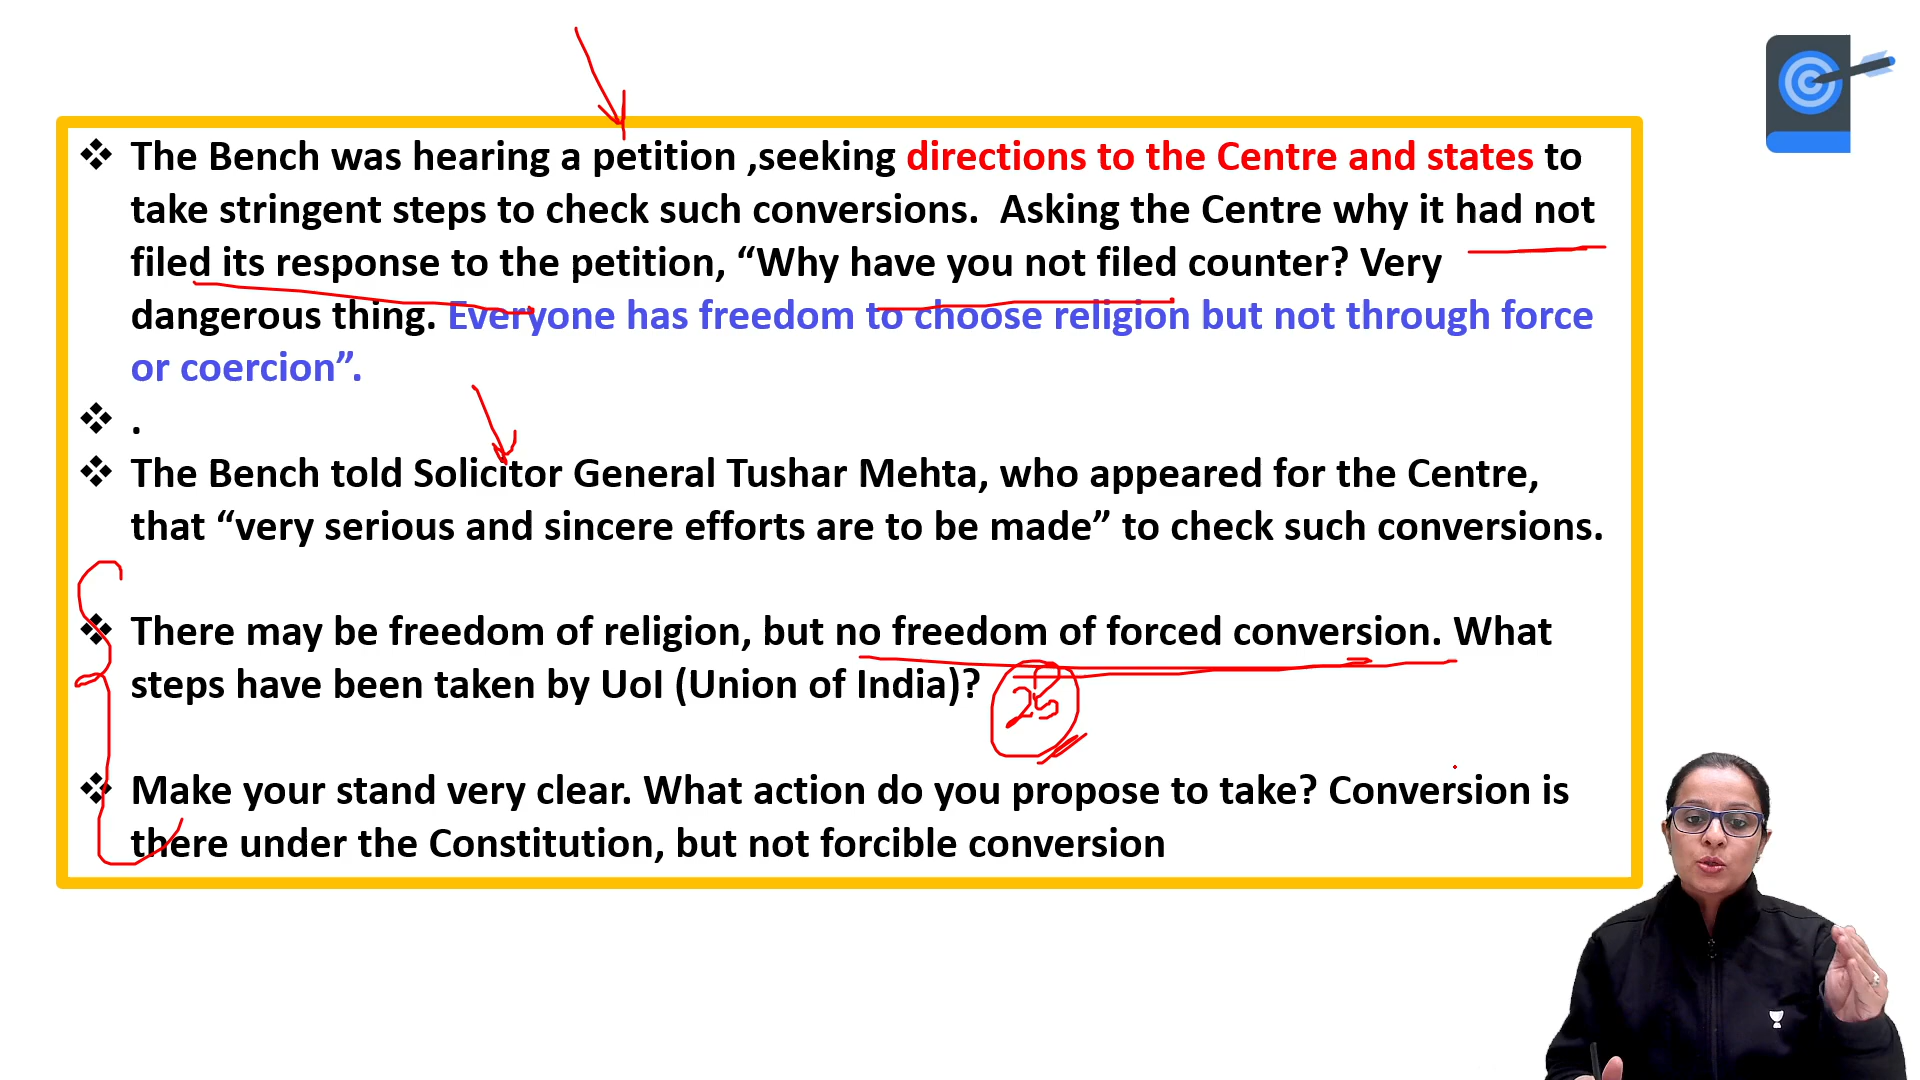 ❖ The Bench was hearing a petition ,seeking directions to the Centre and states to
take stringent steps to check such conversions. Asking the Centre why it had not
filed its response to the petition, “Why have you not filed counter? Very
dangerous thing. Everyone has freedom to choose religion but not through force
or coercion”.
❖ .
❖ The Bench told Solicitor General Tushar Mehta, who appeared for the Centre,
that “very serious and sincere efforts are to be made” to check such conversions.
❖ There may be freedom of religion, but no freedom of forced conversion. What
steps have been taken by UoI (Union of India)?
25
❖ Make your stand very clear. What action do you propose to take? Conversion is
there under the Constitution, but not forcible conversion